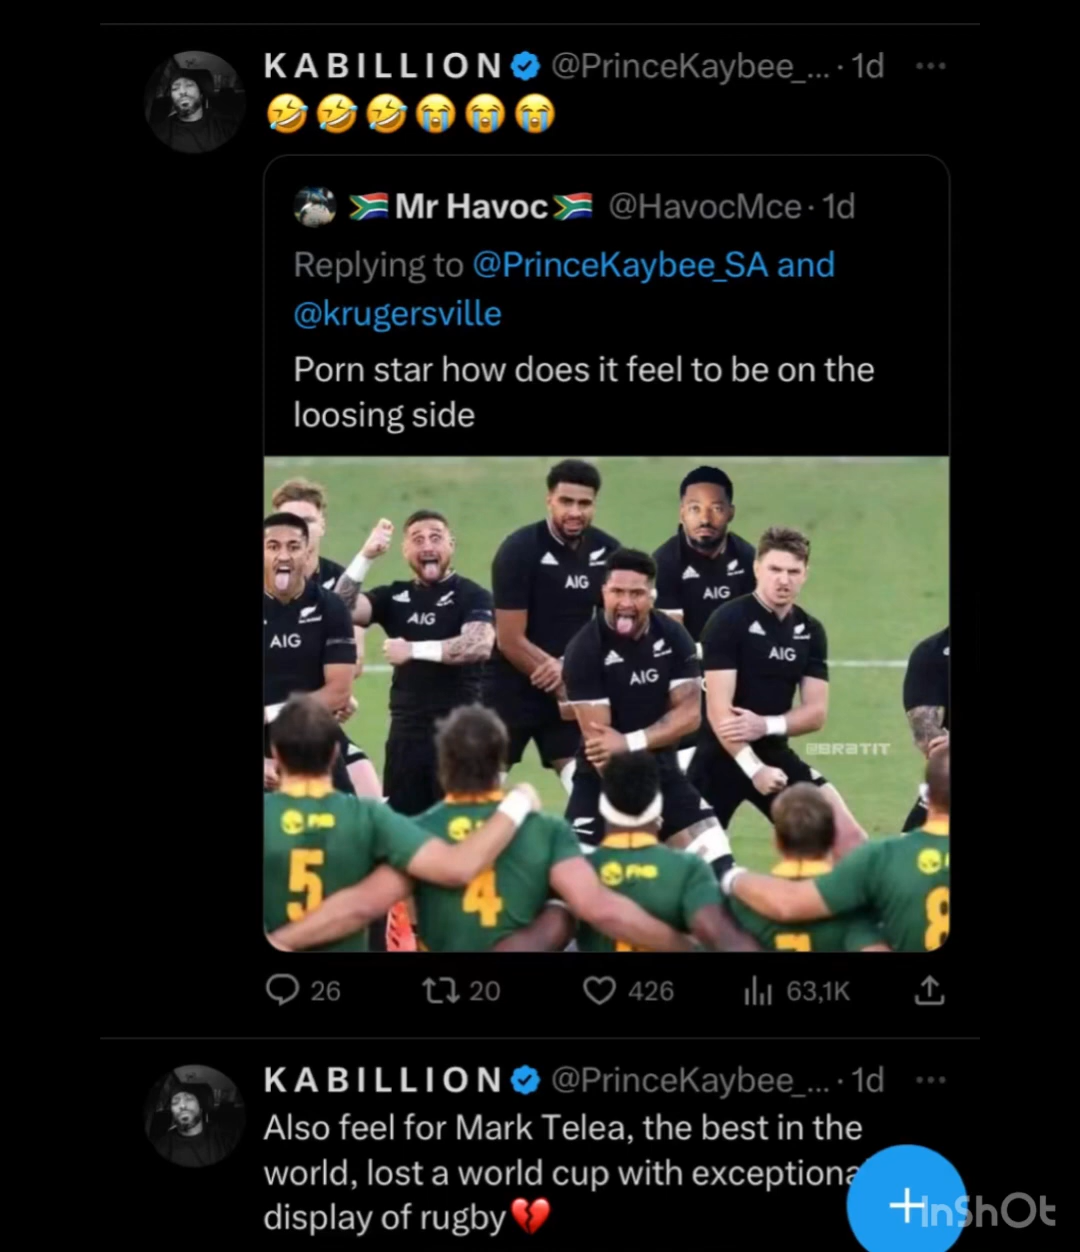 KABILLION @PrinceKaybee_... · 1d
🤣🤣🤣😭😭😭
🇿🇦Mr Havoc🇿🇦 @HavocMce · 1d
Replying to @PrinceKaybee_SA and
@krugersville
Porn star how does it feel to be on the
loosing side
AIG
AIG
AIG
AIG
AIG
AIG
@BRATIT
FNB
5
4
FNB
8
26 20 426 63,1K
KABILLION @PrinceKaybee_... · 1d
Also feel for Mark Telea, the best in the
world, lost a world cup with exceptiona
display of rugby💔
InShOt